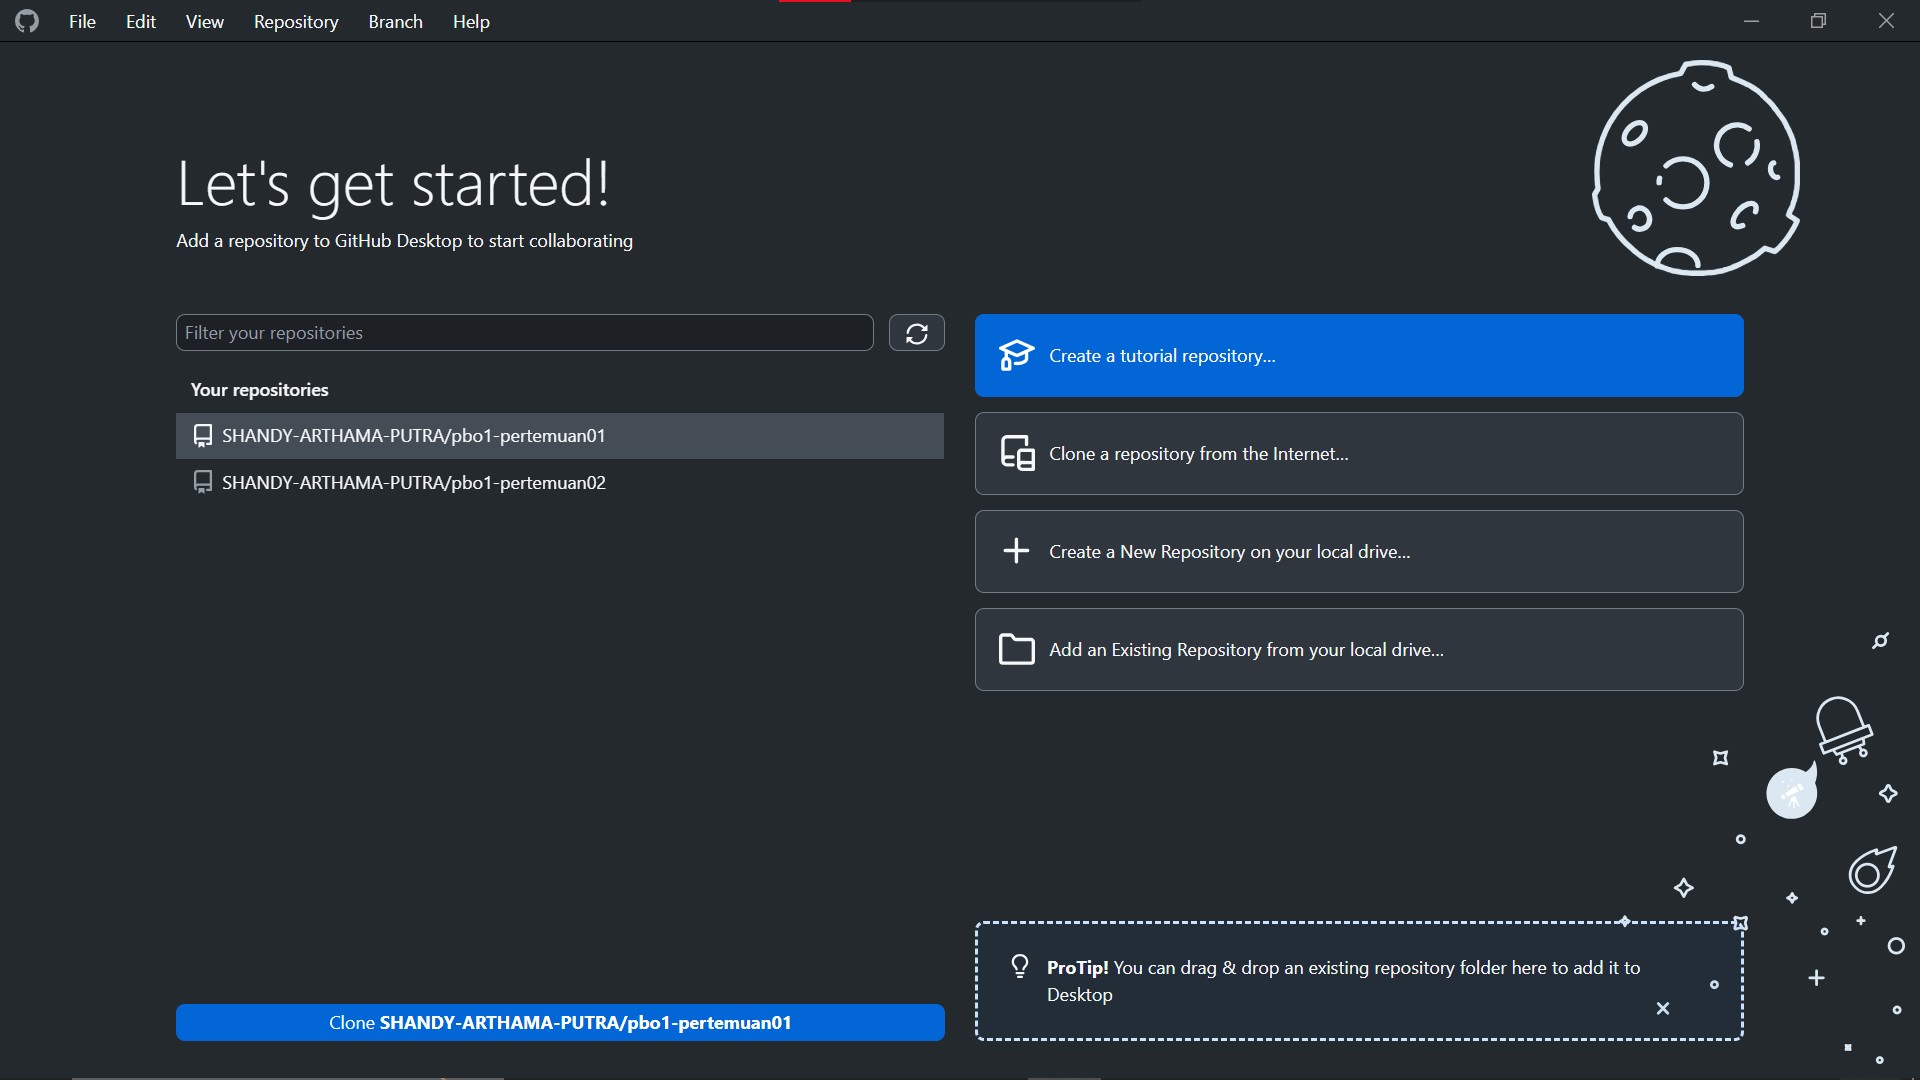 File Edit View Repository Branch Help
Let's get started!
Add a repository to GitHub Desktop to start collaborating
Filter your repositories
Your repositories
SHANDY-ARTHAMA-PUTRA/pbo1-pertemuan01
SHANDY-ARTHAMA-PUTRA/pbo1-pertemuan02
Clone SHANDY-ARTHAMA-PUTRA/pbo1-pertemuan01
Create a tutorial repository...
Clone a repository from the Internet...
Create a New Repository on your local drive...
Add an Existing Repository from your local drive...
ProTip! You can drag & drop an existing repository folder here to add it to
Desktop